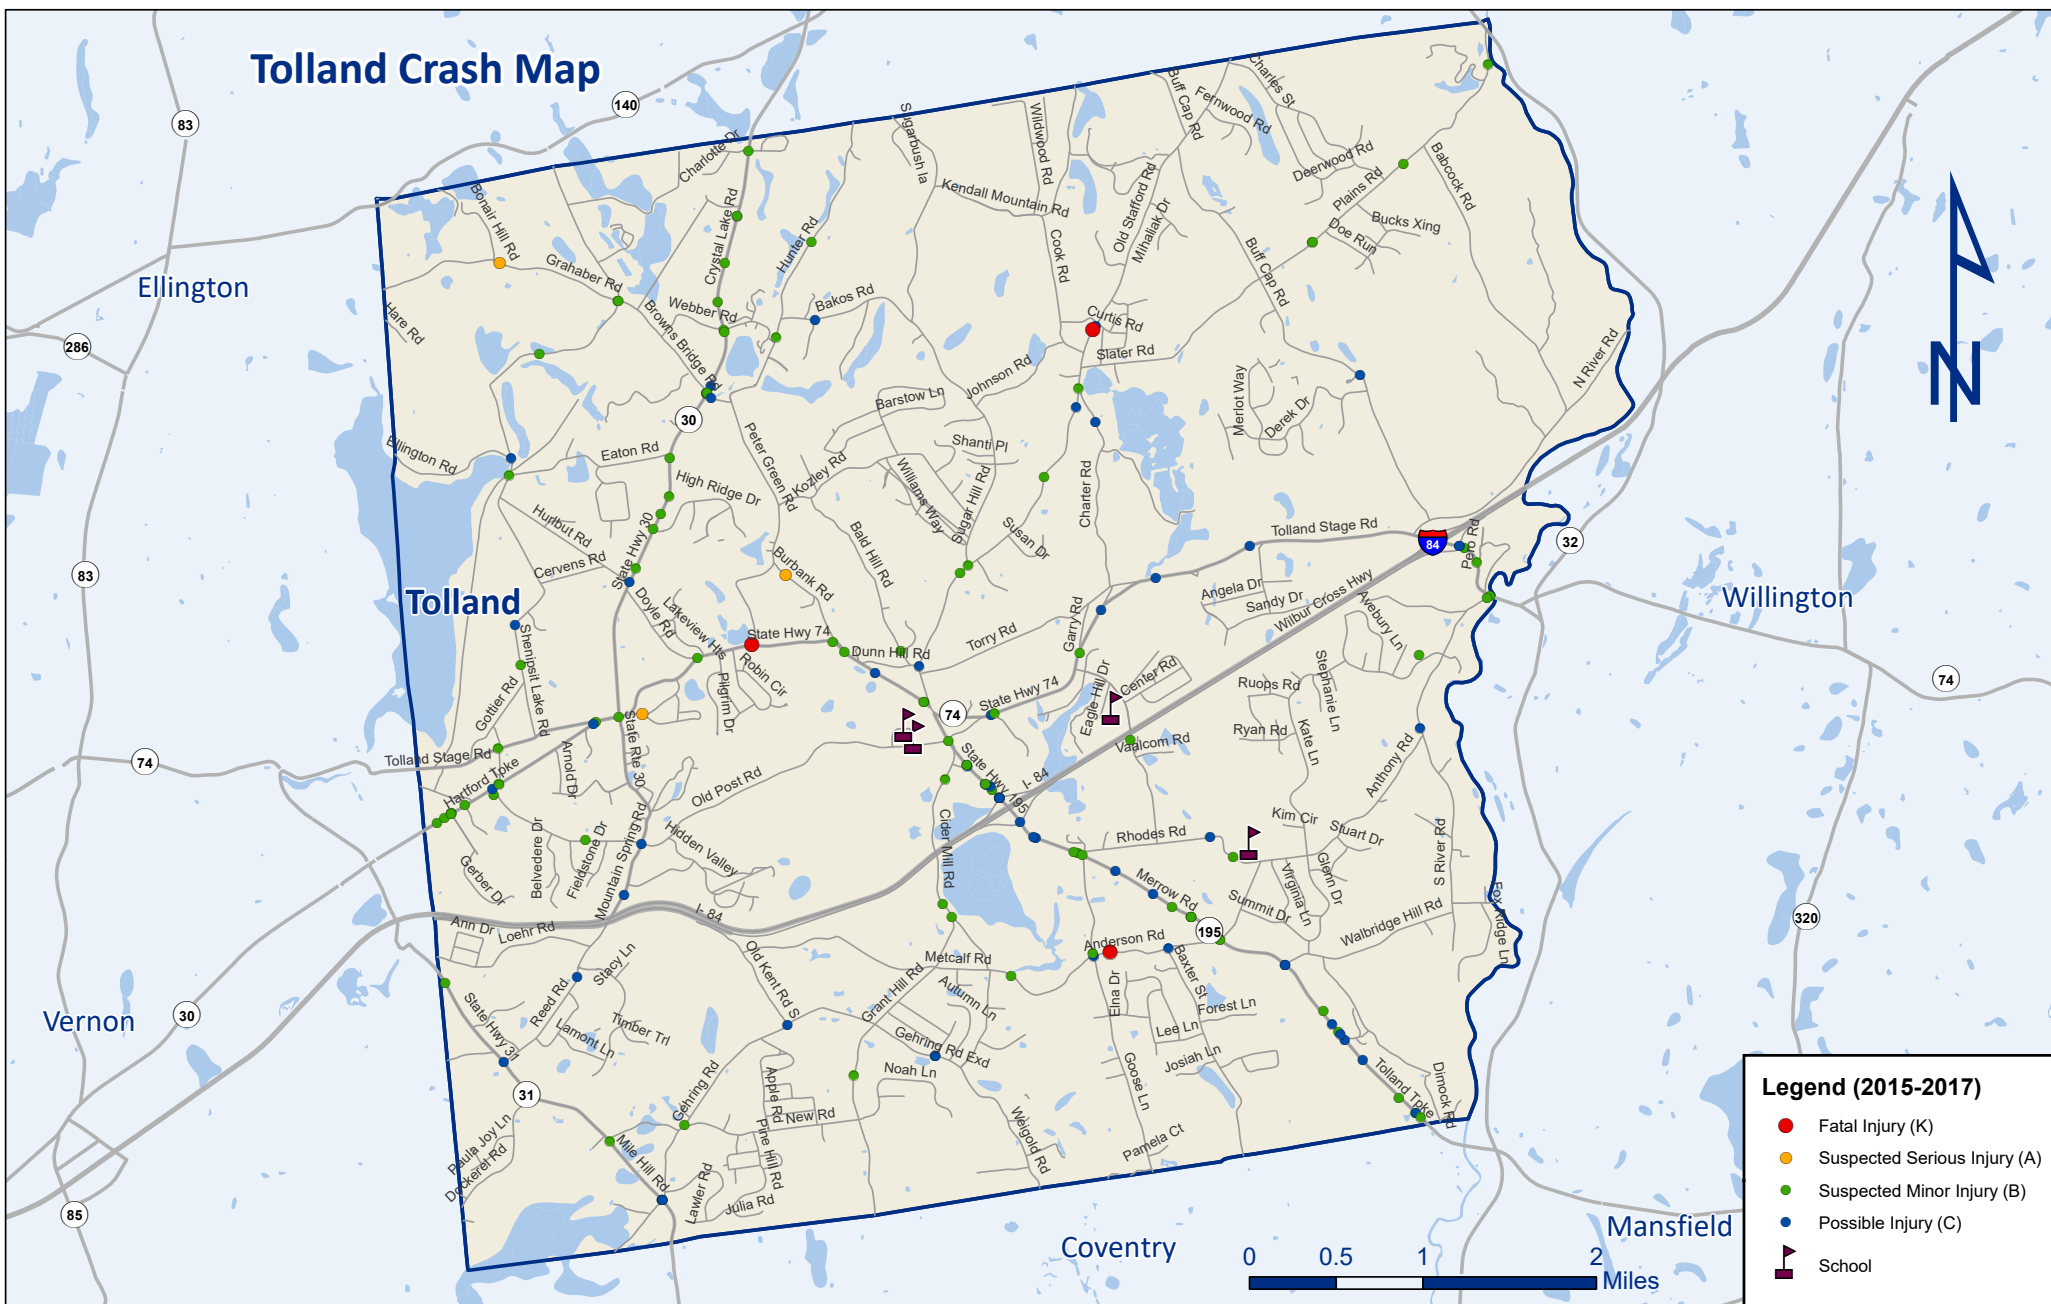 Tolland Crash Map
140
83
Charles St
Buff Cap Rd
Fernwood Rd
Sugarbush la
Wildwood Rd
Charlotte Dr
Deerwood Rd
Babcock Rd
Plains Rd
Kendall Mountain Rd
Old Stafford Rd
Mihaliak Dr
Bucks Xing
Doe Run
Bonair Hill Rd
Crystal Lake Rd
Hunter Rd
Cook Rd
Buff Cap Rd
Grahaber Rd
Ellington
Webber Rd
Bakos Rd
Browns Bridge Rd
Hare Rd
Curtis Rd
Slater Rd
286
N River Rd
N
Johnson Rd
Merlot Way
Derek Dr
Barstow Ln
30
Peter Green Rd
Shanti Pl
Ellington Rd
Eaton Rd
Kozley Rd
Williams Way
Sugar Hill Rd
High Ridge Dr
Charter Rd
Hurlbut Rd
State Hwy 30
Bald Hill Rd
Susan Dr
Tolland Stage Rd
84
Pero Rd
32
Cervens Rd
Burbank Rd
83
Angela Dr
Sandy Dr
Wilbur Cross Hwy
Avebury Ln
Willington
Tolland
Doyle Rd
Lakeview Hts
State Hwy 74
Garry Rd
Torry Rd
Dunn Hill Rd
Shenipsit Lake Rd
Robin Cir
Pilgrim Dr
Gottier Rd
Center Rd
Eagle Hill Dr
Stephanie Ln
Ruops Rd
74
State Hwy 74
74
State Rte 30
Ryan Rd
Kate Ln
Vaalcom Rd
Tolland Stage Rd
74
Arnold Dr
State Hwy 195
I- 84
Anthony Rd
Hartford Tpke
Old Post Rd
Cider Mill Rd
Rhodes Rd
Kim Cir
Stuart Dr
Belvedere Dr
Fieldstone Dr
Mountain Spring Rd
Hidden Valley
Gerber Dr
S River Rd
Glenn Dr
Virginia Ln
Merrow Rd
Summit Dr
Fox Ridge Ln
Walbridge Hill Rd
I- 84
320
Ann Dr
Loehr Rd
195
Anderson Rd
Metcalf Rd
Stacy Ln
Old Kent Rd S
Baxter St
Elna Dr
Grant Hill Rd
Autumn Ln
Vernon
30
State Hwy 31
Reed Rd
Forest Ln
Timber Trl
Lee Ln
Lamont Ln
Gehring Rd Exd
Josiah Ln
Noah Ln
Goose Ln
Tolland Tpke
Dimock Rd
31
Gehring Rd
Apple Rd
New Rd
Weigold Rd
Pamela Ct
Paula Joy Ln
Dockerel Rd
Mile Hill Rd
Pine Hill Rd
Lawler Rd
Julia Rd
85
Coventry
Mansfield
0 0.5 1 2
Miles
Legend (2015-2017)
Fatal Injury (K)
Suspected Serious Injury (A)
Suspected Minor Injury (B)
Possible Injury (C)
School